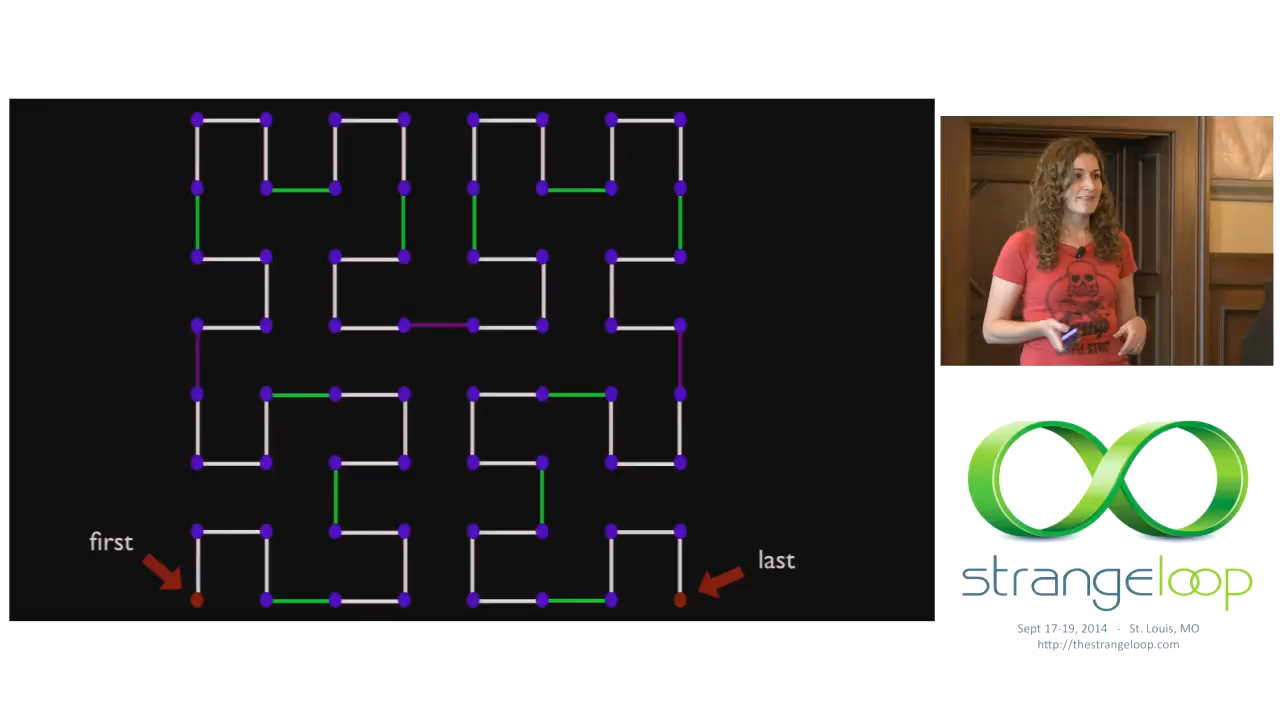 first
last
strangeloop
Sept 17-19, 2014 - St. Louis, MO
http://thestrangeloop.com